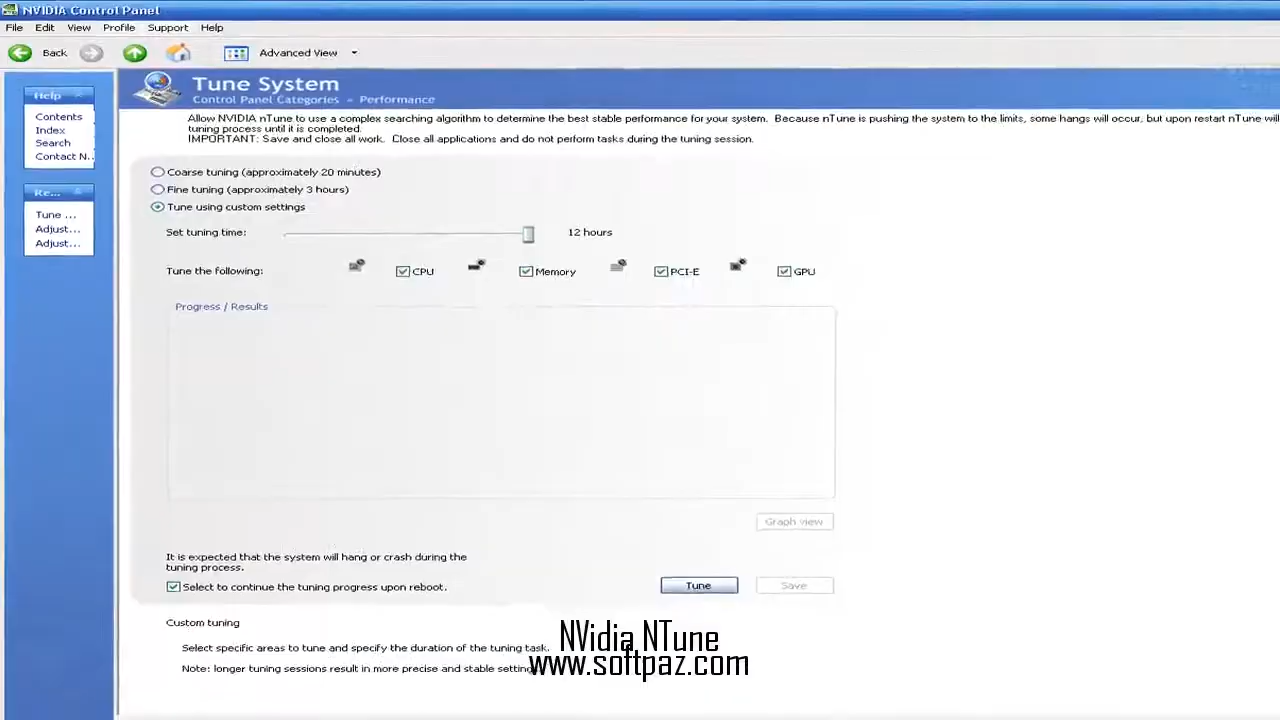 NVIDIA Control Panel
File Edit View Profile Support Help
Back Advanced View
Help
Contents
Index
Search
Contact N..
Re...
Tune ...
Adjust...
Adjust...
Tune System
Control Panel Categories - Performance
Allow NVIDIA nTune to use a complex searching algorithm to determine the best stable performance for your system. Because nTune is pushing the system to the limits, some hangs will occur, but upon restart nTune will
tuning process until it is completed.
IMPORTANT: Save and close all work. Close all applications and do not perform tasks during the tuning session.
Coarse tuning (approximately 20 minutes)
Fine tuning (approximately 3 hours)
Tune using custom settings
Set tuning time: 12 hours
Tune the following: CPU Memory PCI-E GPU
Progress / Results
Graph view
It is expected that the system will hang or crash during the
tuning process.
Select to continue the tuning progress upon reboot.
Tune Save
Custom tuning
Select specific areas to tune and specify the duration of the tuning task.
Note: longer tuning sessions result in more precise and stable setting
NVidia NTune
www.softpaz.com